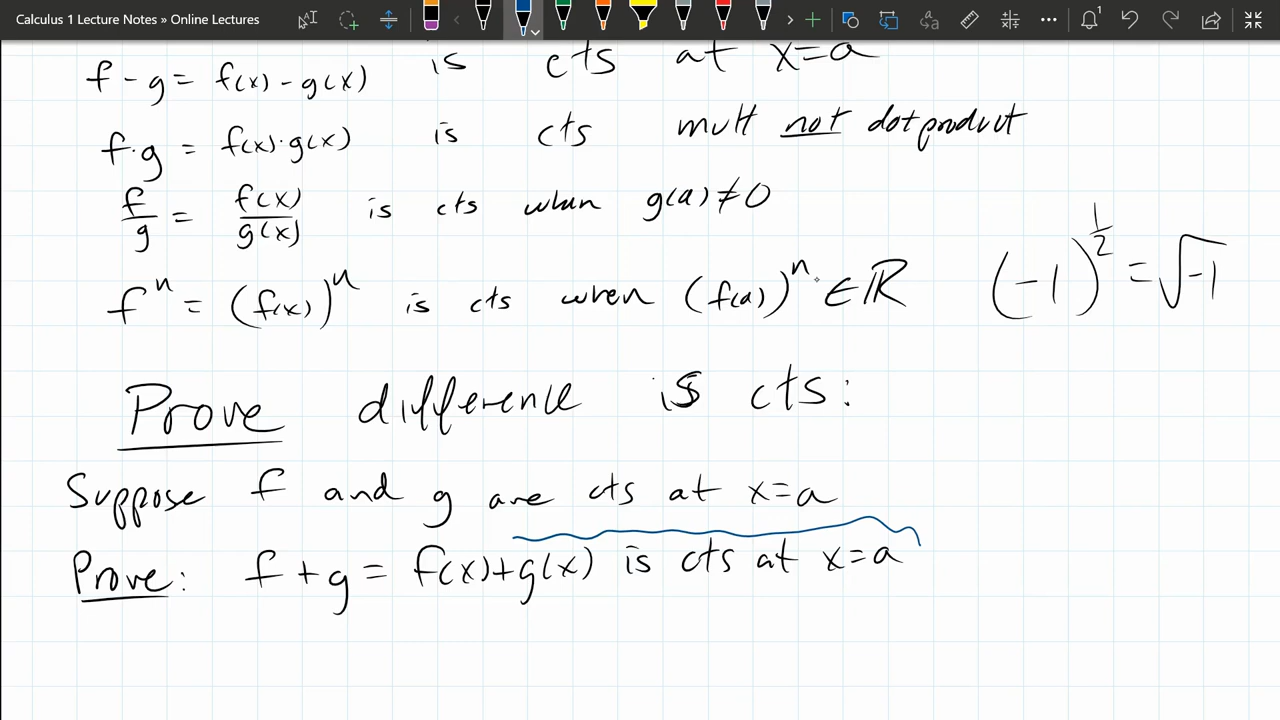 Calculus 1 Lecture Notes » Online Lectures
f - g = f(x) - g(x) is cts at x=a
f·g = f(x)·g(x) is cts mult not dot product
f/g = f(x)/g(x) is cts when g(a)≠0
fⁿ = (f(x))ⁿ is cts when (f(a))ⁿ ∈ ℝ (-1)^(1/2) = √-1
Prove difference is cts:
Suppose f and g are cts at x=a
Prove: f+g = f(x)+g(x) is cts at x=a